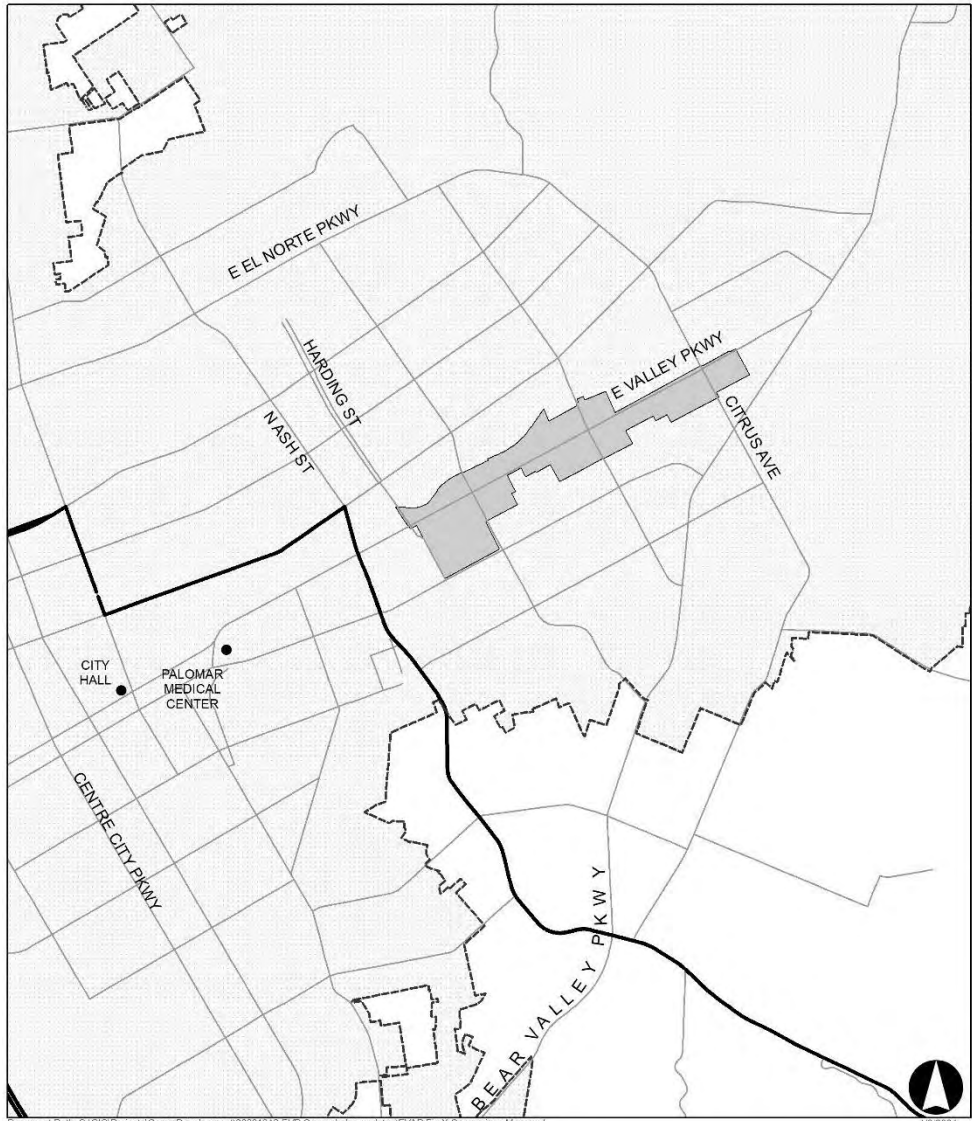 E EL NORTE PKWY
HARDING ST
N ASH ST
E VALLEY PKWY
CITRUS AVE
CITY
HALL
PALOMAR
MEDICAL
CENTER
CENTRE CITY PKWY
BEAR VALLEY PKWY